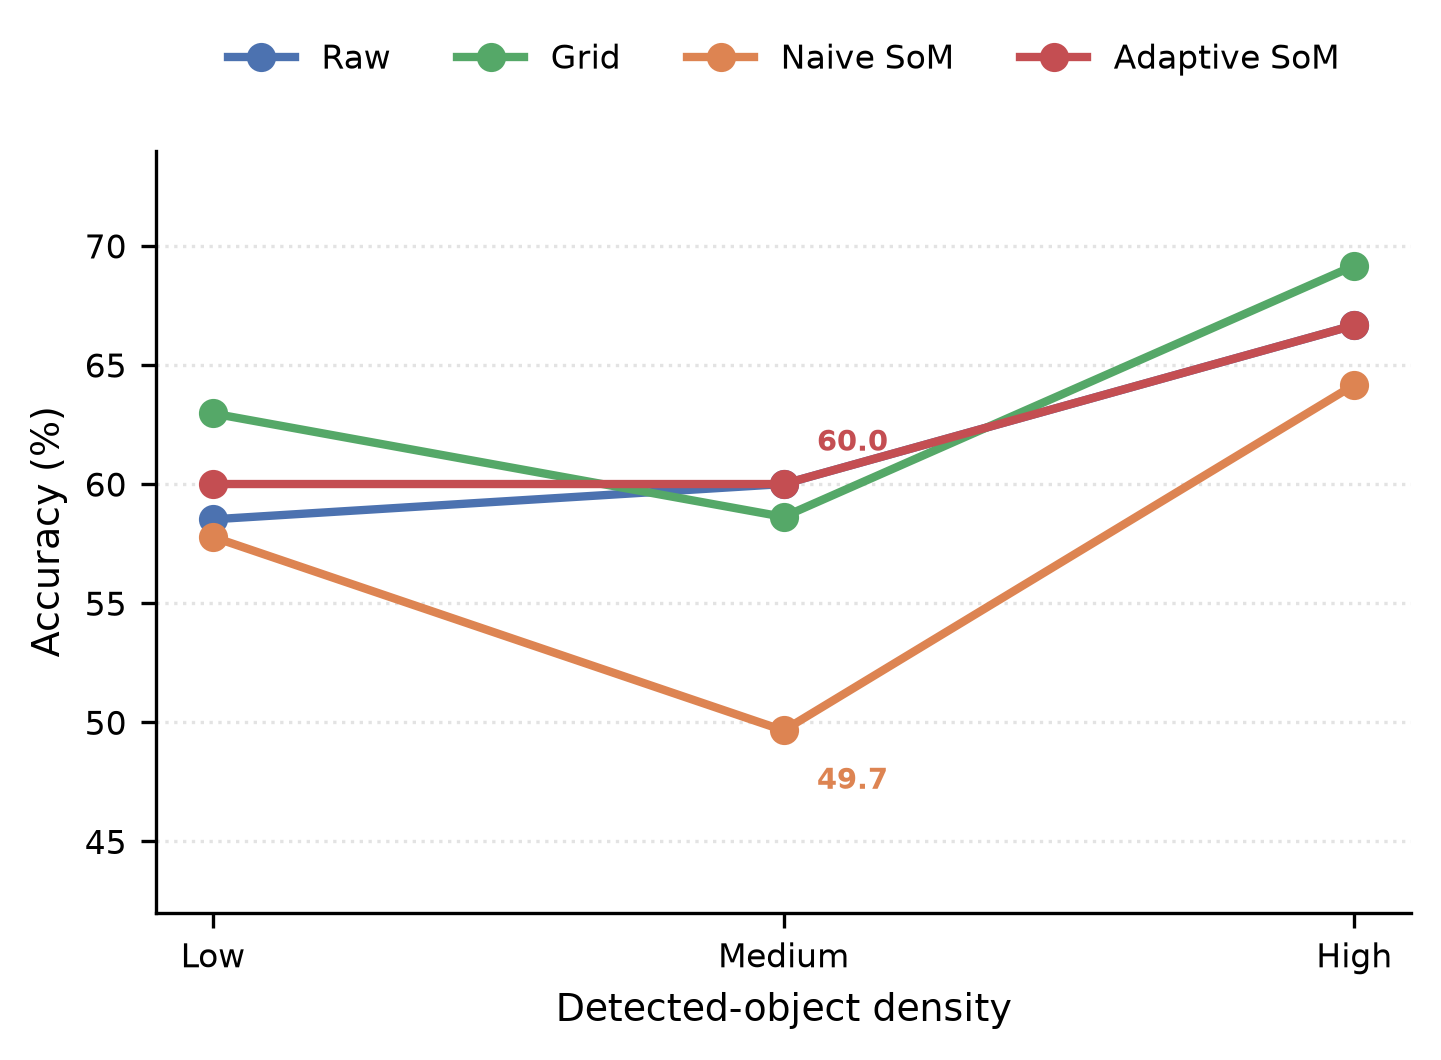 Raw Grid Naive SoM Adaptive SoM
70
65
60
55
50
45
Accuracy (%)
60.0
49.7
Low Medium High
Detected-object density